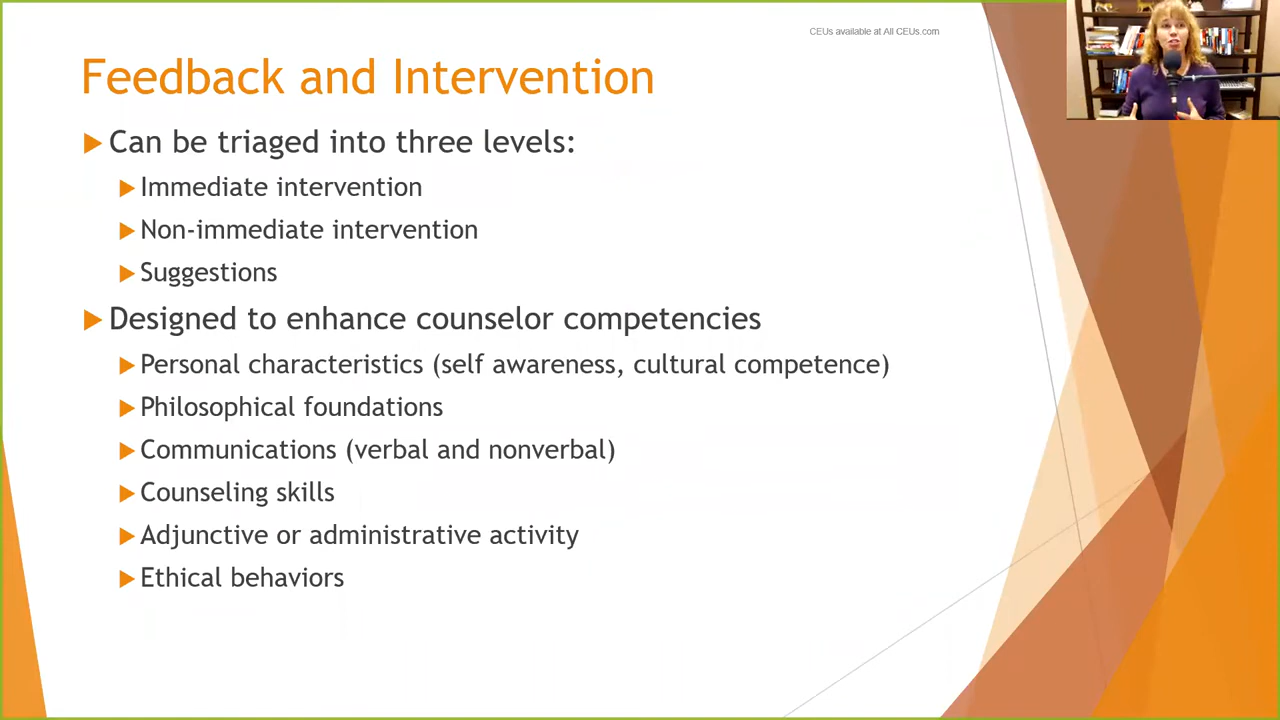 CEUs available at All CEUs.com
Feedback and Intervention
Can be triaged into three levels:
Immediate intervention
Non-immediate intervention
Suggestions
Designed to enhance counselor competencies
Personal characteristics (self awareness, cultural competence)
Philosophical foundations
Communications (verbal and nonverbal)
Counseling skills
Adjunctive or administrative activity
Ethical behaviors